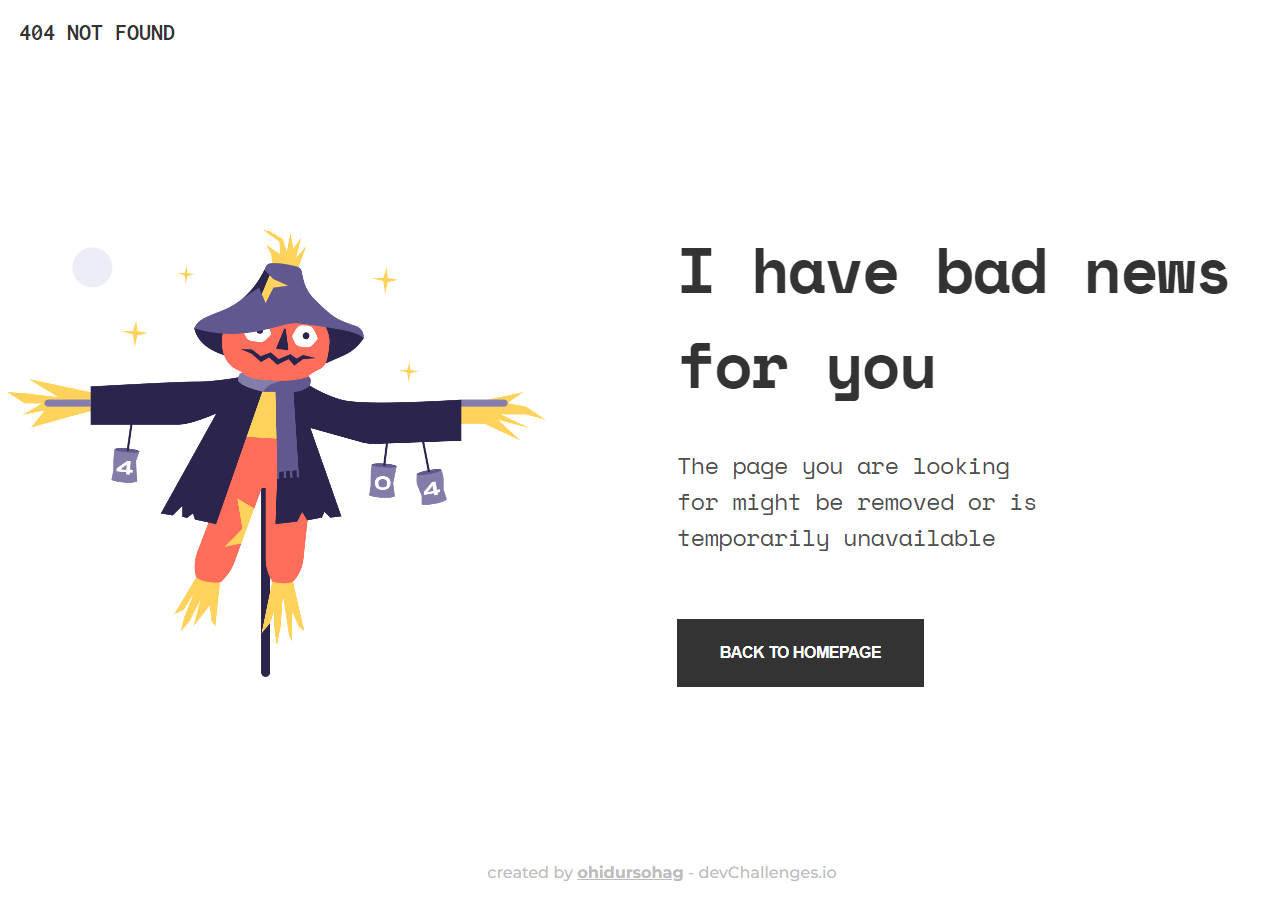 404 NOT FOUND
I have bad news
for you
4
0
4
The page you are looking
for might be removed or is
temporarily unavailable
BACK TO HOMEPAGE
created by ohidursohag - devChallenges.io